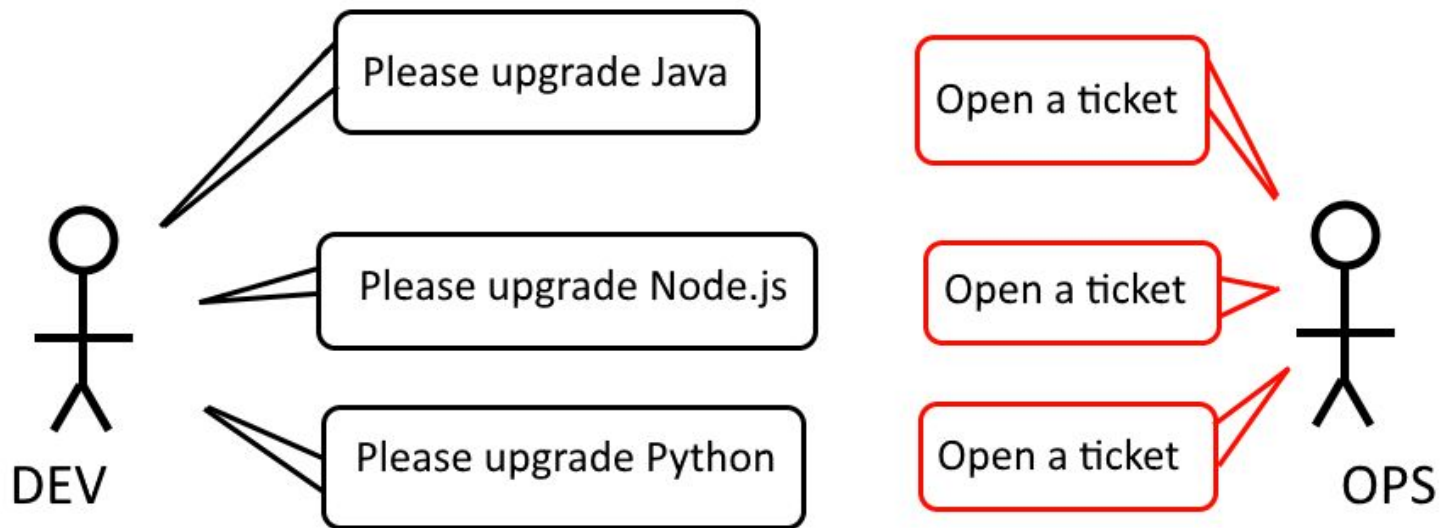 Please upgrade Java
Open a ticket
Please upgrade Node.js
Open a ticket
Please upgrade Python
Open a ticket
DEV
OPS